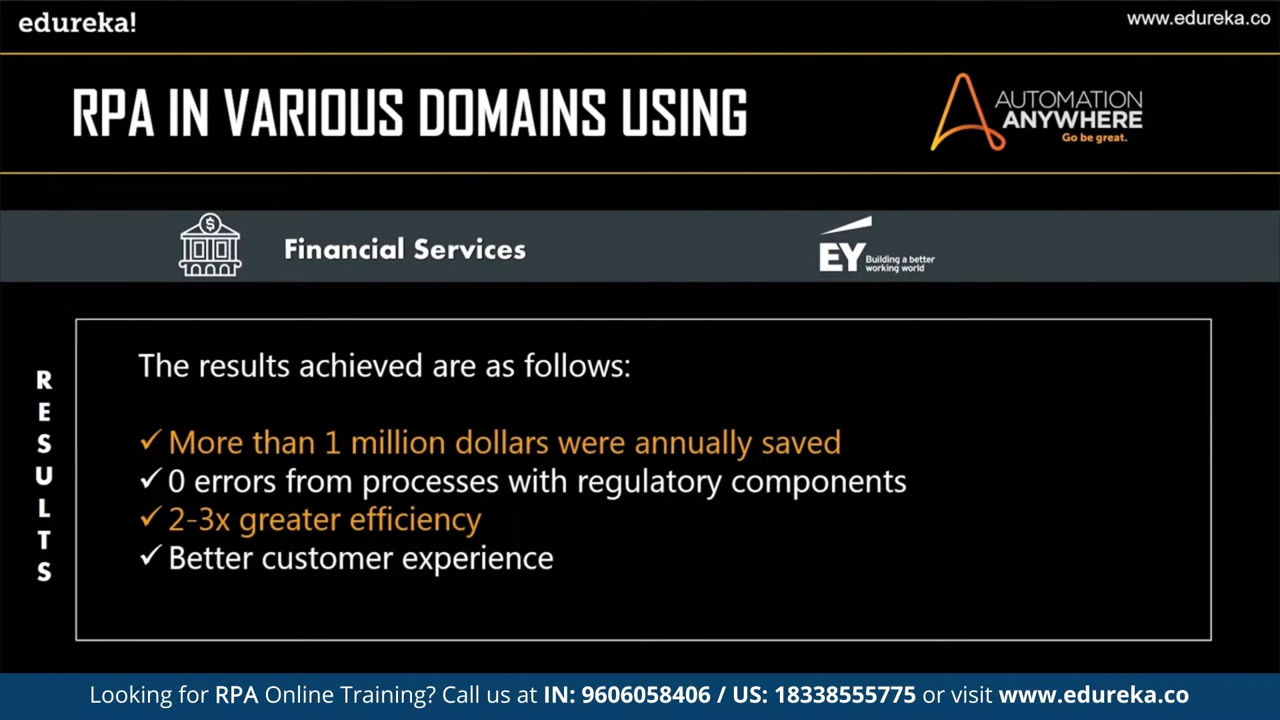 edureka!
www.edureka.co
RPA IN VARIOUS DOMAINS USING
AUTOMATION
ANYWHERE
Go be great.
$
Financial Services
EY
Building a better
working world
RESULTS
The results achieved are as follows:
✓ More than 1 million dollars were annually saved
✓ 0 errors from processes with regulatory components
✓ 2-3x greater efficiency
✓ Better customer experience
Looking for RPA Online Training? Call us at IN: 9606058406 / US: 18338555775 or visit www.edureka.co